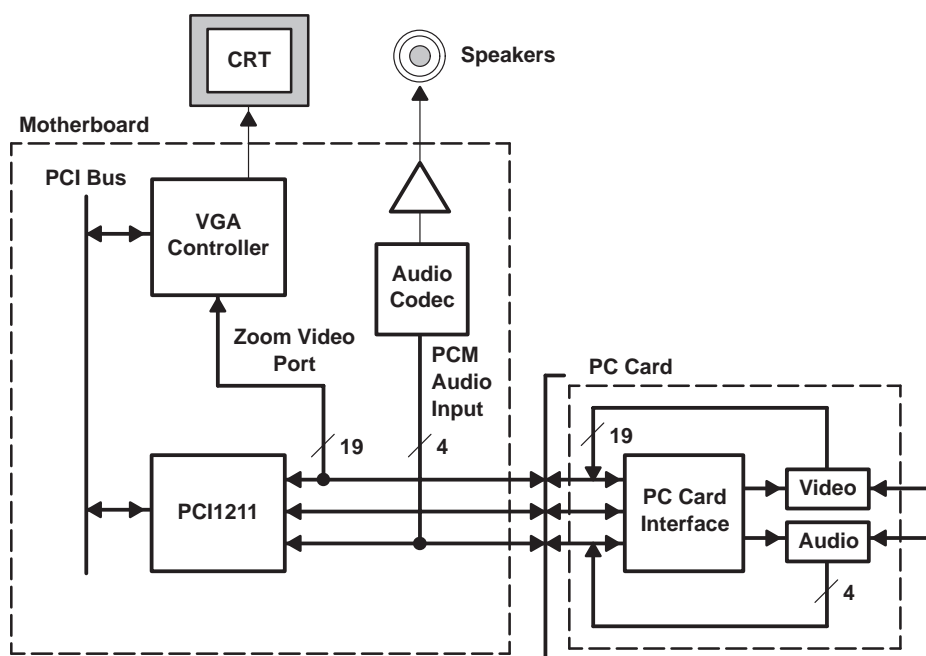 CRT
Speakers
Motherboard
PCI Bus
VGA
Controller
Audio
Codec
Zoom Video
Port
PCM
Audio
Input
PC Card
19
4
19
PCI1211
PC Card
Interface
Video
Audio
4